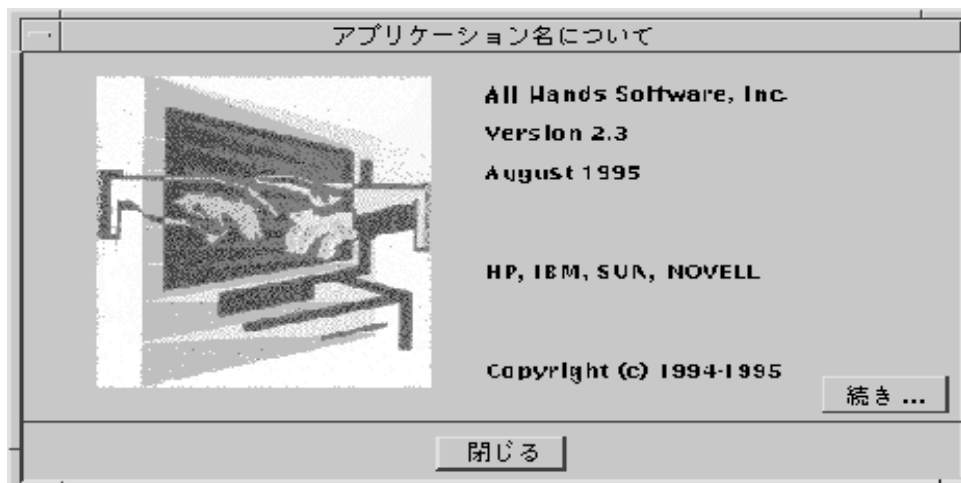 アプリケーション名について
All Hands Software, Inc.
Version 2.3
August 1995
HP, IBM, SUN, NOVELL
Copyright (c) 1994-1995
続き ...
閉じる